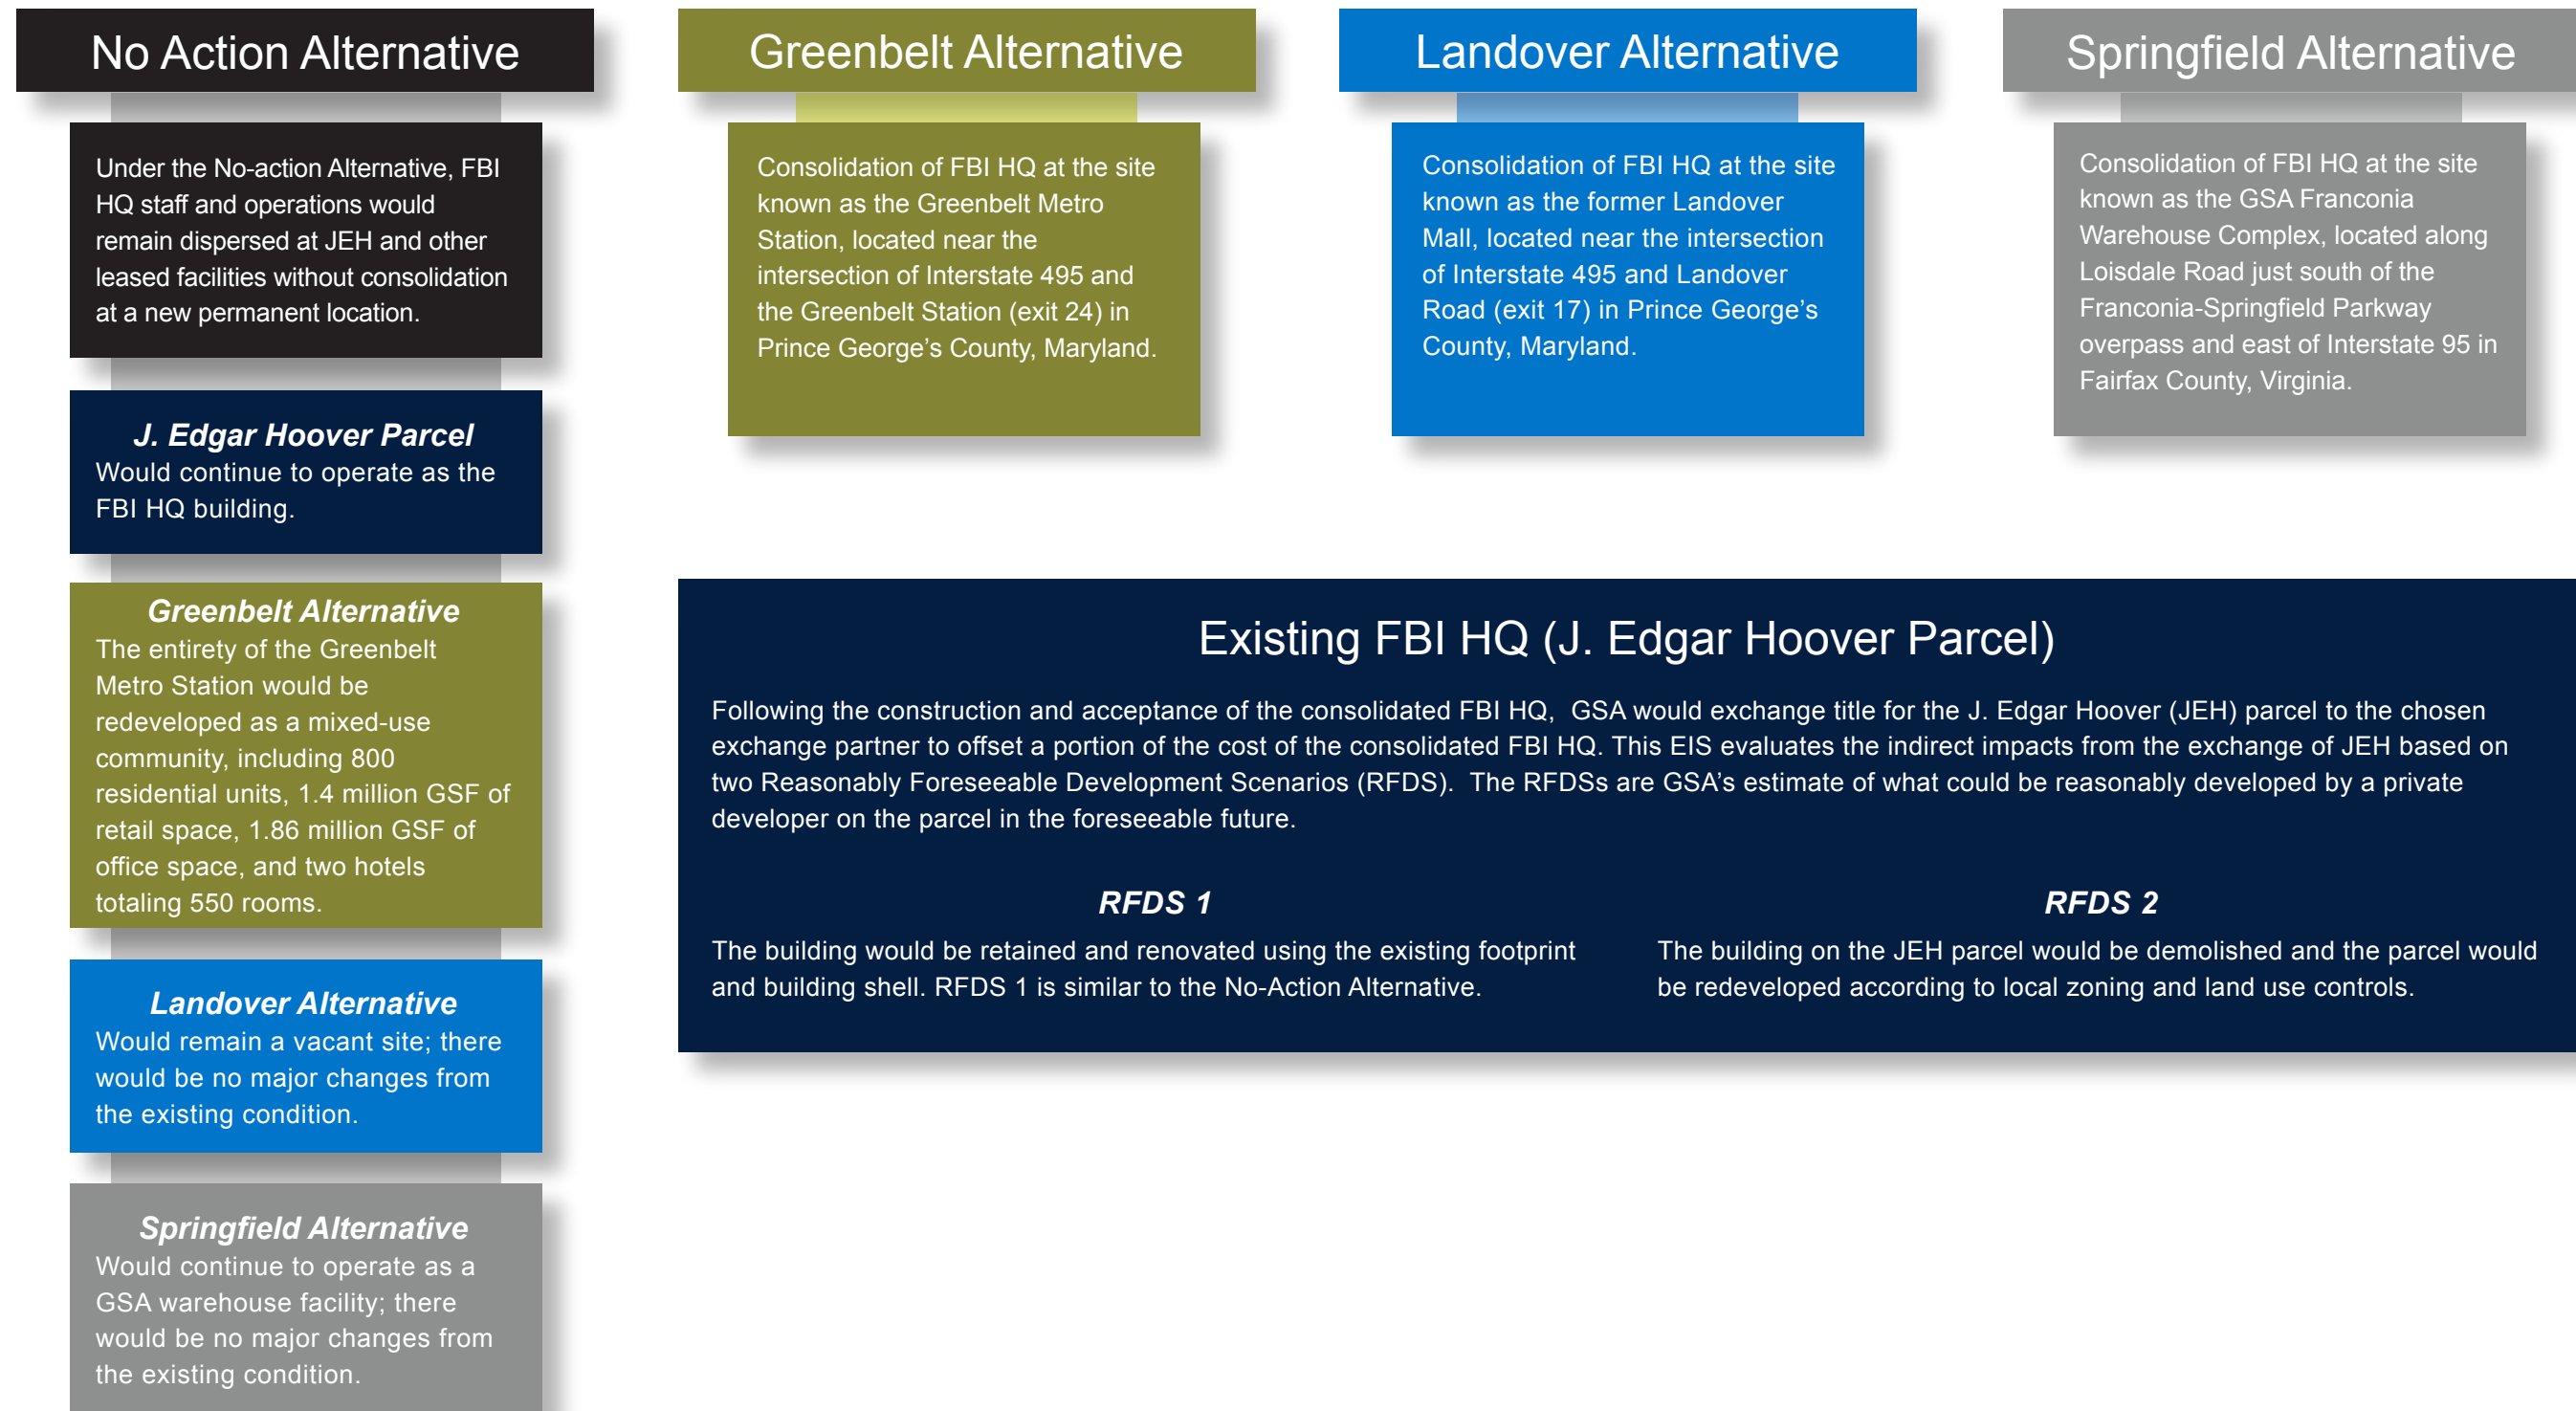 No Action Alternative
Under the No-action Alternative, FBI
HQ staff and operations would
remain dispersed at JEH and other
leased facilities without consolidation
at a new permanent location.
J. Edgar Hoover Parcel
Would continue to operate as the
FBI HQ building.
Greenbelt Alternative
The entirety of the Greenbelt
Metro Station would be
redeveloped as a mixed-use
community, including 800
residential units, 1.4 million GSF of
retail space, 1.86 million GSF of
office space, and two hotels
totaling 550 rooms.
Landover Alternative
Would remain a vacant site; there
would be no major changes from
the existing condition.
Springfield Alternative
Would continue to operate as a
GSA warehouse facility; there
would be no major changes from
the existing condition.
Greenbelt Alternative
Consolidation of FBI HQ at the site
known as the Greenbelt Metro
Station, located near the
intersection of Interstate 495 and
the Greenbelt Station (exit 24) in
Prince George’s County, Maryland.
Landover Alternative
Consolidation of FBI HQ at the site
known as the former Landover
Mall, located near the intersection
of Interstate 495 and Landover
Road (exit 17) in Prince George’s
County, Maryland.
Springfield Alternative
Consolidation of FBI HQ at the site
known as the GSA Franconia
Warehouse Complex, located along
Loisdale Road just south of the
Franconia-Springfield Parkway
overpass and east of Interstate 95 in
Fairfax County, Virginia.
Existing FBI HQ (J. Edgar Hoover Parcel)
Following the construction and acceptance of the consolidated FBI HQ, GSA would exchange title for the J. Edgar Hoover (JEH) parcel to the chosen
exchange partner to offset a portion of the cost of the consolidated FBI HQ. This EIS evaluates the indirect impacts from the exchange of JEH based on
two Reasonably Foreseeable Development Scenarios (RFDS). The RFDSs are GSA’s estimate of what could be reasonably developed by a private
developer on the parcel in the foreseeable future.
RFDS 1
The building would be retained and renovated using the existing footprint
and building shell. RFDS 1 is similar to the No-Action Alternative.
RFDS 2
The building on the JEH parcel would be demolished and the parcel would
be redeveloped according to local zoning and land use controls.